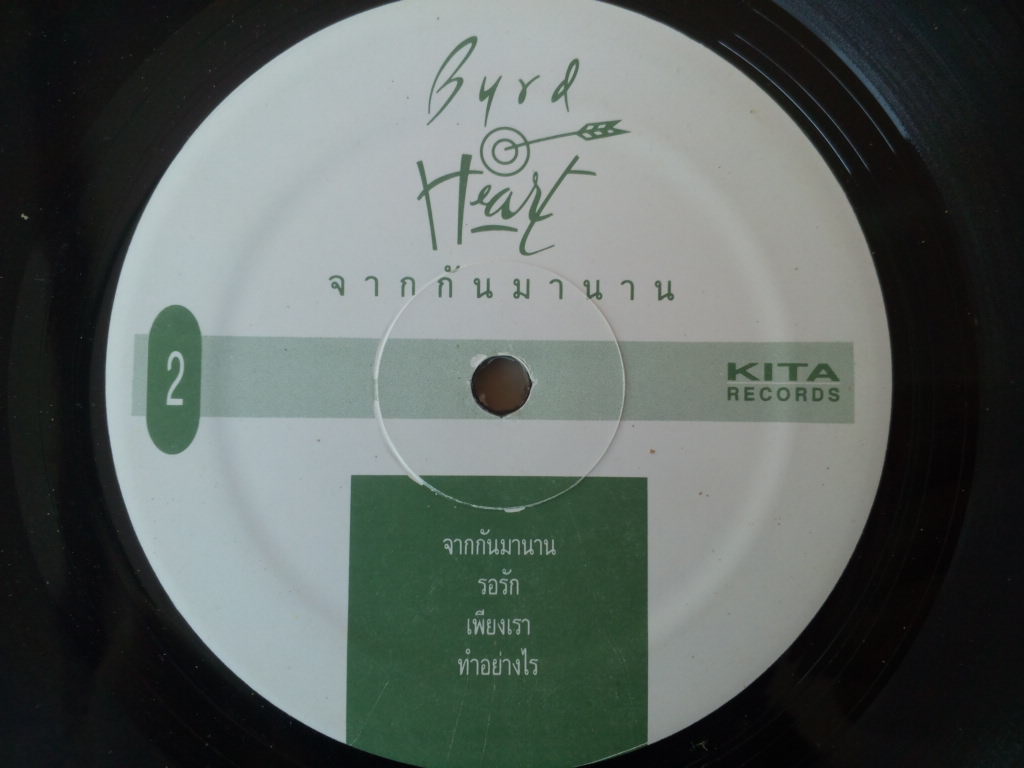 Byrd
Heart
จากกันมานาน
2
KITA
RECORDS
จากกันมานาน
รอรัก
เพียงเรา
ทำอย่างไร